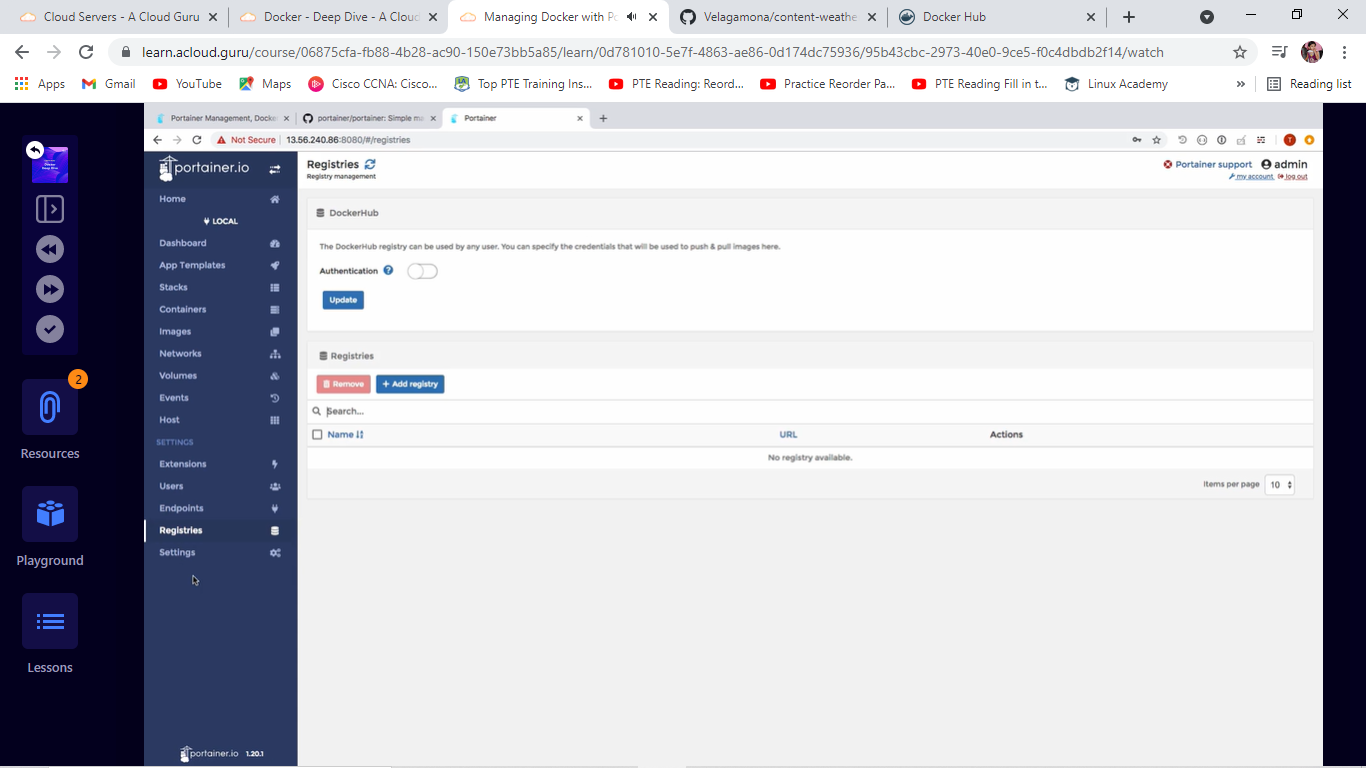 Cloud Servers - A Cloud Guru
Docker - Deep Dive - A Cloud
Managing Docker with Po
Velagamona/content-weathe
Docker Hub
learn.acloud.guru/course/06875cfa-fb88-4b28-ac90-150e73bb5a85/learn/0d781010-5e7f-4863-ae86-0d174dc75936/95b43cbc-2973-40e0-9ce5-f0c4dbdb2f14/watch
Apps
Gmail
YouTube
Maps
Cisco CCNA: Cisco...
Top PTE Training Ins...
PTE Reading: Reord...
Practice Reorder Pa...
PTE Reading Fill in t...
Linux Academy
»
Reading list
Docker
Deep Dive
2
Resources
Playground
Lessons
Portainer Management, Docke
portainer/portainer: Simple ma
Portainer
Not Secure
13.56.240.86:8080/#/registries
portainer.io
Home
LOCAL
Dashboard
App Templates
Stacks
Containers
Images
Networks
Volumes
Events
Host
SETTINGS
Extensions
Users
Endpoints
Registries
Settings
portainer.io 1.20.1
Registries
Registry management
Portainer support
admin
my account
log out
DockerHub
The DockerHub registry can be used by any user. You can specify the credentials that will be used to push & pull images here.
Authentication
Update
Registries
Remove
+ Add registry
Search...
Name
URL
Actions
No registry available.
Items per page
10